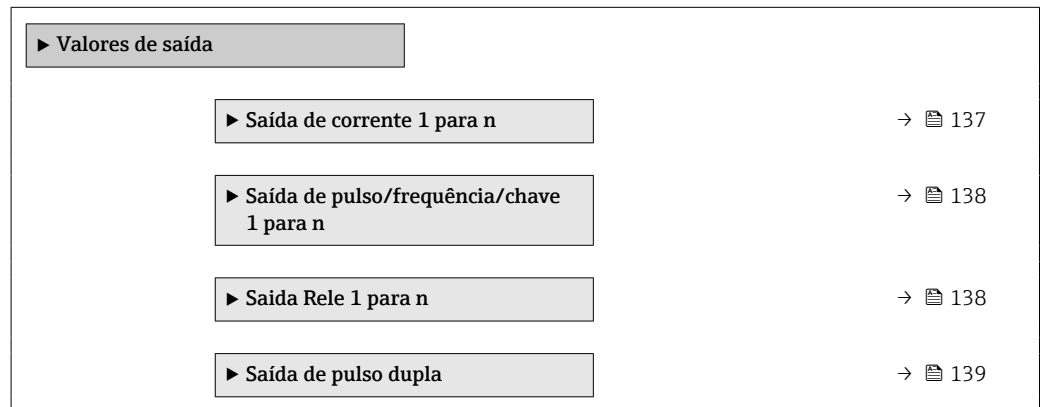 ▶ Valores de saída
▶ Saída de corrente 1 para n → 137
▶ Saída de pulso/frequência/chave
1 para n → 138
▶ Saida Rele 1 para n → 138
▶ Saída de pulso dupla → 139